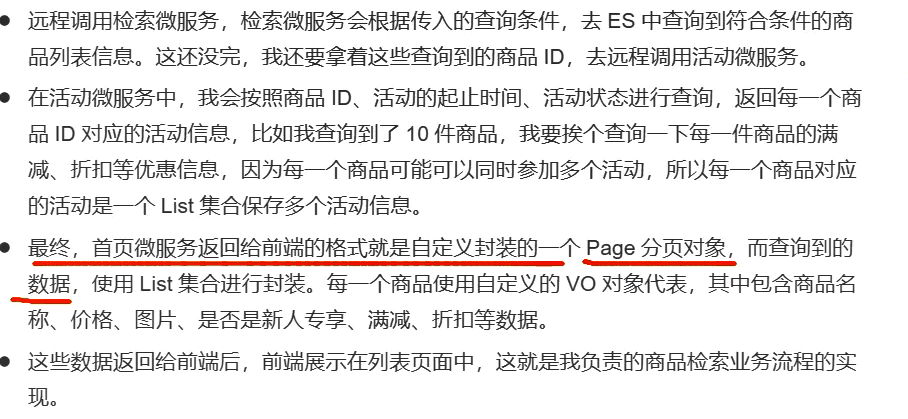 ● 远程调用检索微服务，检索微服务会根据传入的查询条件，去 ES 中查询到符合条件的商
品列表信息。这还没完，我还要拿着这些查询到的商品 ID，去远程调用活动微服务。
● 在活动微服务中，我会按照商品 ID、活动的起止时间、活动状态进行查询，返回每一个商
品 ID 对应的活动信息，比如我查询到了 10 件商品，我要挨个查询一下每一件商品的满
减、折扣等优惠信息，因为每一个商品可能可以同时参加多个活动，所以每一个商品对应
的活动是一个 List 集合保存多个活动信息。
● 最终，首页微服务返回给前端的格式就是自定义封装的一个 Page 分页对象，而查询到的
数据，使用 List 集合进行封装。每一个商品使用自定义的 VO 对象代表，其中包含商品名
称、价格、图片、是否是新人专享、满减、折扣等数据。
● 这些数据返回给前端后，前端展示在列表页面中，这就是我负责的商品检索业务流程的实
现。